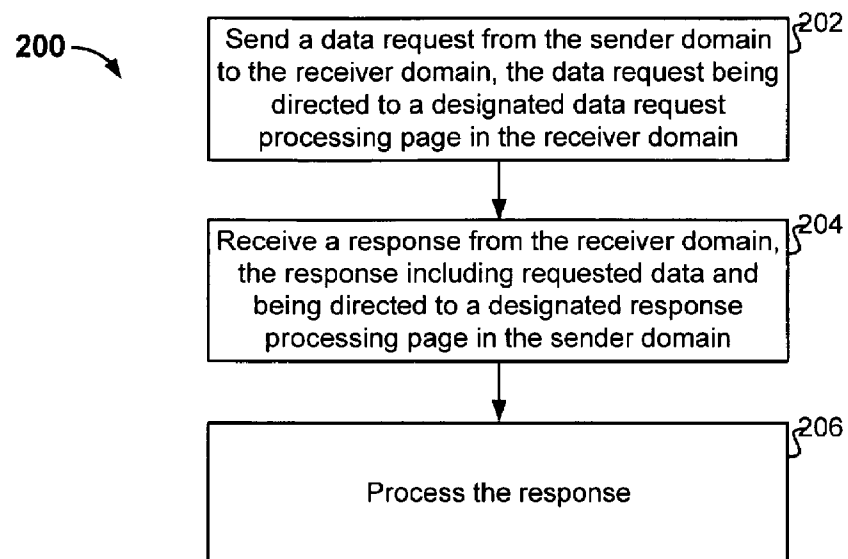 200
202
Send a data request from the sender domain
to the receiver domain, the data request being
directed to a designated data request
processing page in the receiver domain
204
Receive a response from the receiver domain,
the response including requested data and
being directed to a designated response
processing page in the sender domain
206
Process the response